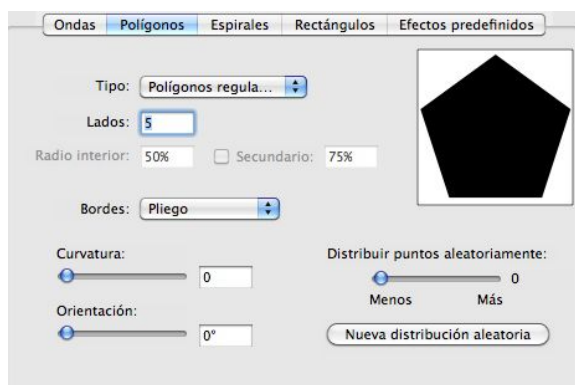 Ondas Polígonos Espirales Rectángulos Efectos predefinidos
Tipo: Polígonos regula...
Lados: 5
Radio interior: 50% Secundario: 75%
Bordes: Pliego
Curvatura:
0
Orientación:
0°
Distribuir puntos aleatoriamente:
0
Menos Más
Nueva distribución aleatoria